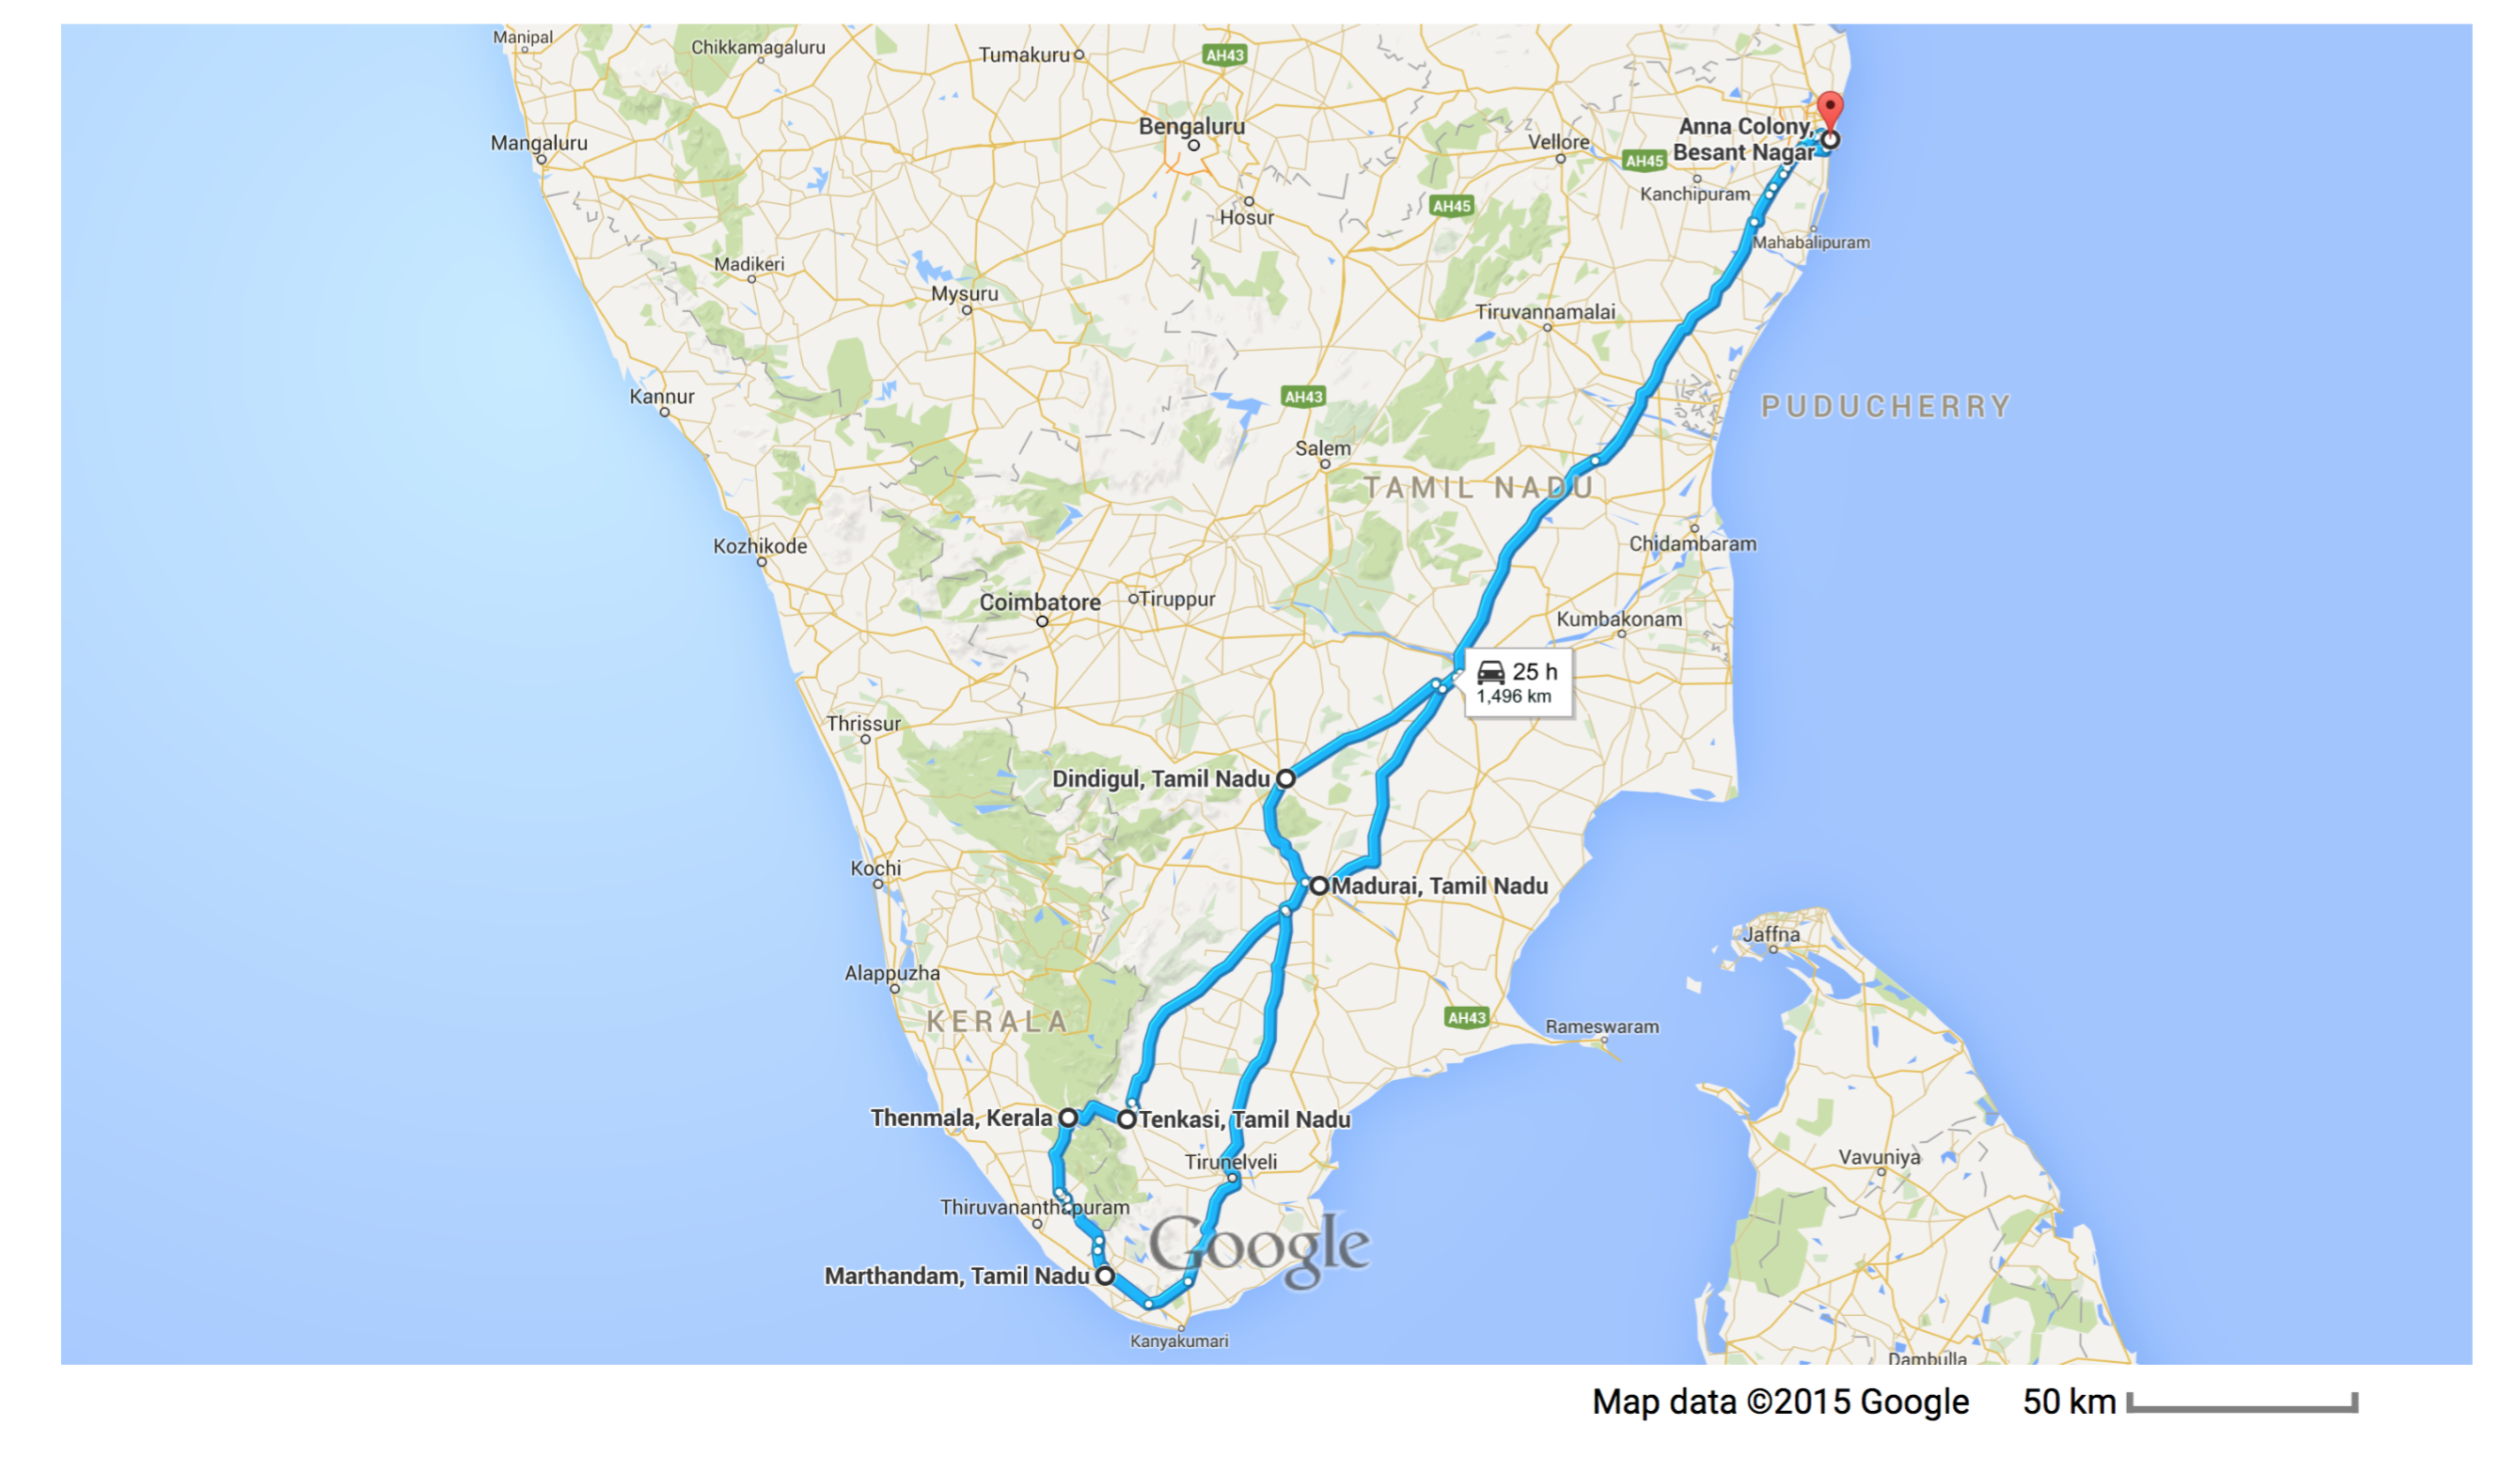 Manipal
Chikkamagaluru
Tumakuru
AH43
Mangaluru
Bengaluru
Vellore
Anna Colony,
Besant Nagar
AH45
Kanchipuram
AH45
Hosur
Mahabalipuram
Madikeri
Mysuru
Tiruvannamalai
Kannur
AH43
PUDUCHERRY
Salem
TAMIL NADU
Kozhikode
Chidambaram
Coimbatore
Tiruppur
Kumbakonam
25 h
1,496 km
Thrissur
Dindigul, Tamil Nadu
Kochi
Madurai, Tamil Nadu
Jaffna
Alappuzha
KERALA
AH43
Rameswaram
Thenmala, Kerala
Tenkasi, Tamil Nadu
Tirunelveli
Vavuniya
Thiruvananthapuram
Google
Marthandam, Tamil Nadu
Kanyakumari
Dambulla
Map data ©2015 Google
50 km